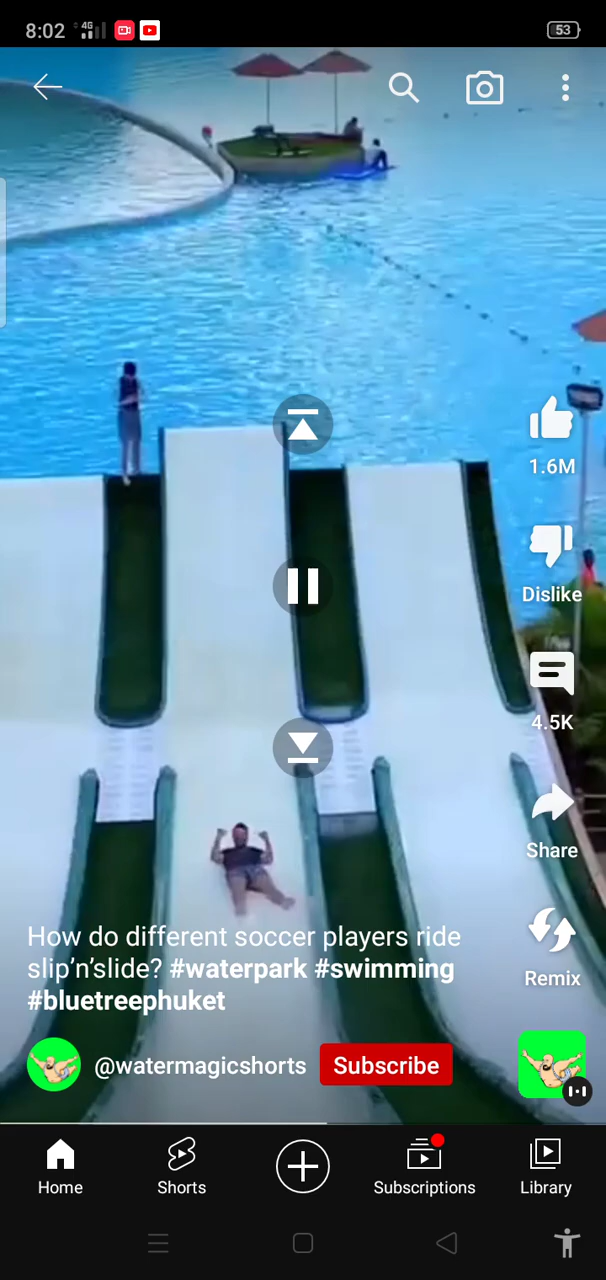 8:02
4G
53
1.6M
Dislike
4.5K
Share
How do different soccer players ride
slip'n'slide? #waterpark #swimming
#bluetreephuket
Remix
@watermagicshorts
Subscribe
Home
Shorts
Subscriptions
Library